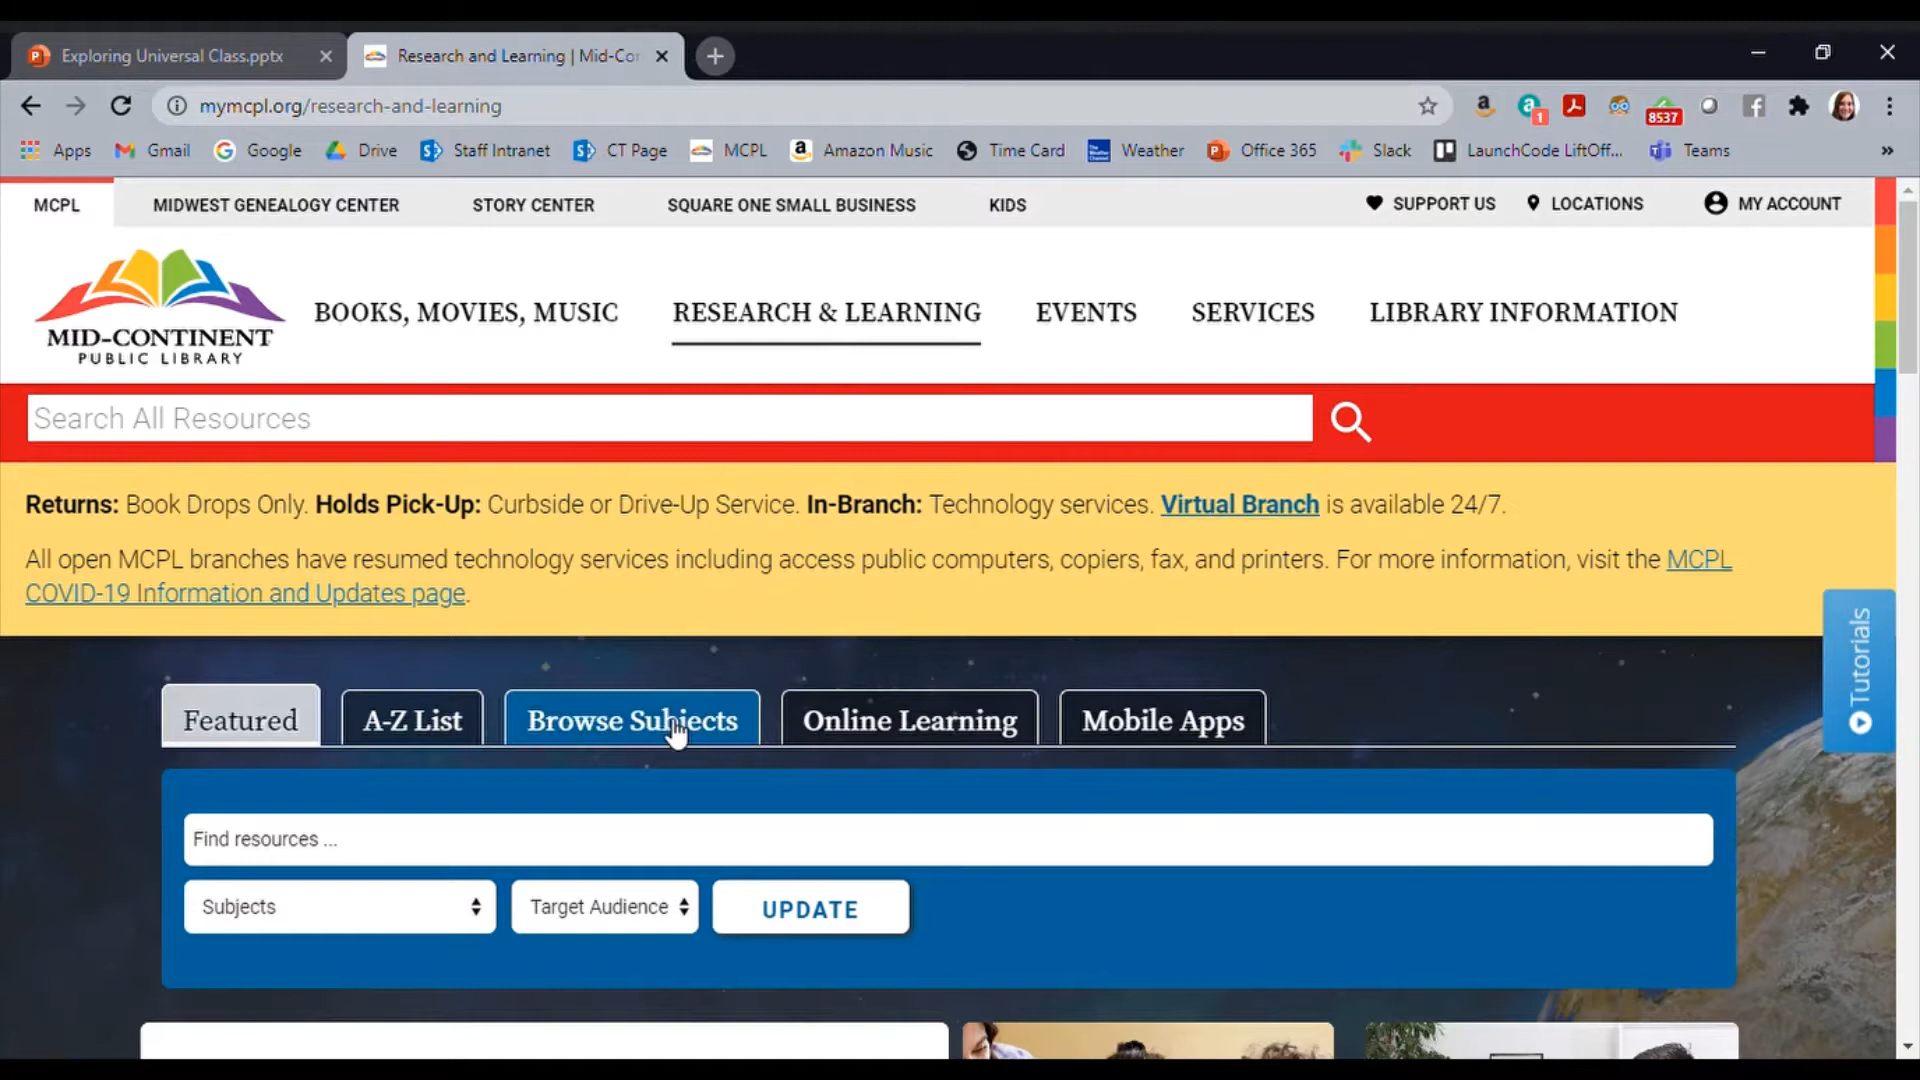 Exploring Universal Class.pptx
Research and Learning | Mid-Cor
mymcpl.org/research-and-learning
1
8537
Apps
Gmail
Google
Drive
Staff Intranet
CT Page
MCPL
Amazon Music
Time Card
Weather
Office 365
Slack
LaunchCode LiftOff...
Teams
»
MCPL
MIDWEST GENEALOGY CENTER
STORY CENTER
SQUARE ONE SMALL BUSINESS
KIDS
SUPPORT US
LOCATIONS
MY ACCOUNT
MID-CONTINENT
PUBLIC LIBRARY
BOOKS, MOVIES, MUSIC
RESEARCH & LEARNING
EVENTS
SERVICES
LIBRARY INFORMATION
Search All Resources
Returns: Book Drops Only. Holds Pick-Up: Curbside or Drive-Up Service. In-Branch: Technology services. Virtual Branch is available 24/7.
All open MCPL branches have resumed technology services including access public computers, copiers, fax, and printers. For more information, visit the MCPL
COVID-19 Information and Updates page.
Tutorials
Featured
A-Z List
Browse Subjects
Online Learning
Mobile Apps
Find resources ...
Subjects
Target Audience
UPDATE